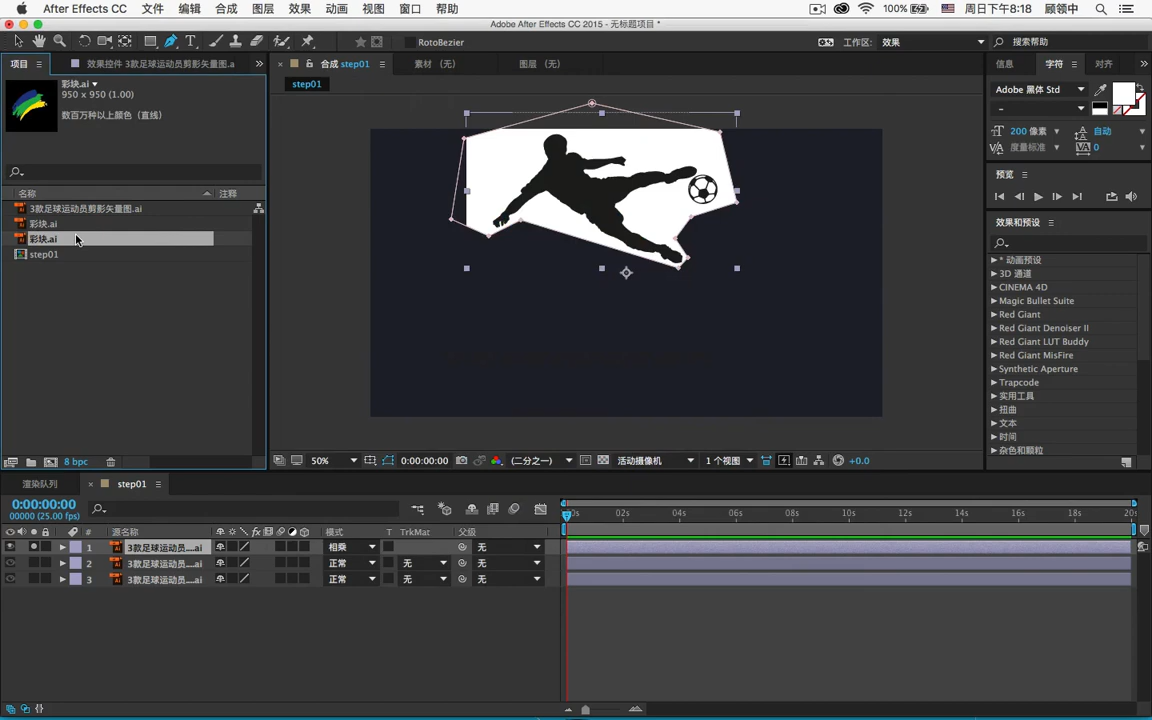 After Effects CC 文件 编辑 合成 图层 效果 动画 视图 窗口 帮助 100% 周日下午8:18 顾领中
Adobe After Effects CC 2015 - 无标题项目 *
RotoBezier 工作区: 效果 搜索帮助
项目 效果控件 3款足球运动员剪影矢量图.a 合成 step01 素材 (无) 图层 (无) 信息 字符 对齐
彩块.ai
950 x 950 (1.00)
数百万种以上颜色 (直线)
step01
Adobe 黑体 Std
-
200 像素 自动
度量标准 0
预览
名称 注释
3款足球运动员剪影矢量图.ai
彩块.ai
彩块.ai
step01
效果和预设
* 动画预设
3D 通道
CINEMA 4D
Magic Bullet Suite
Red Giant
Red Giant Denoiser II
Red Giant LUT Buddy
Red Giant MisFire
Synthetic Aperture
Trapcode
实用工具
扭曲
文本
时间
杂色和颗粒
8 bpc 50% 0:00:00:00 (二分之一) 活动摄像机 1 个视图 +0.0
渲染队列 step01
0:00:00:00
00000 (25.00 fps)
0s 02s 04s 06s 08s 10s 12s 14s 16s 18s 20s
# 源名称 fx 模式 T TrkMat 父级
1 3款足球运动员....ai 相乘 无
2 3款足球运动员....ai 正常 无 无
3 3款足球运动员....ai 正常 无 无